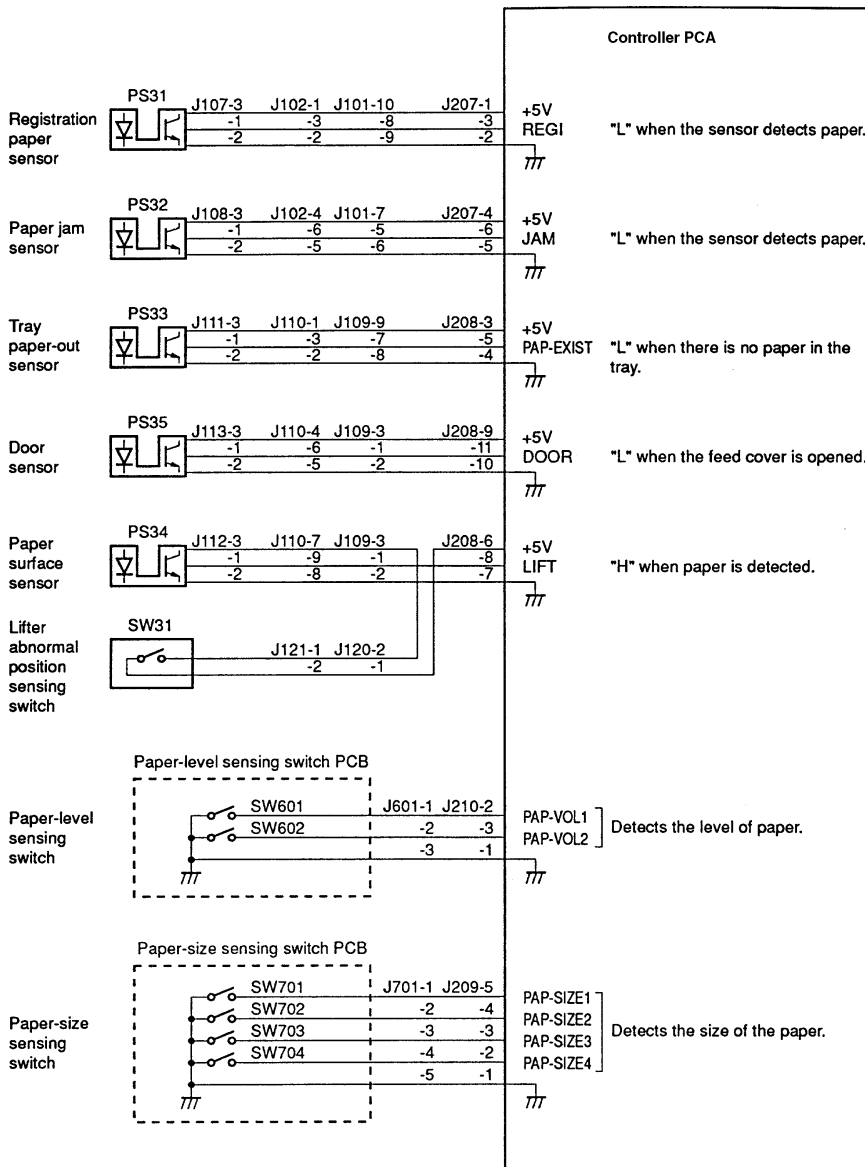 Controller PCA
PS31
J107-3 J102-1 J101-10 J207-1
-1 -3 -8 -3
-2 -2 -9 -2
Registration
paper
sensor
+5V
REGI
"L" when the sensor detects paper.
PS32
J108-3 J102-4 J101-7 J207-4
-1 -6 -5 -6
-2 -5 -6 -5
Paper jam
sensor
+5V
JAM
"L" when the sensor detects paper.
PS33
J111-3 J110-1 J109-9 J208-3
-1 -3 -7 -5
-2 -2 -8 -4
Tray
paper-out
sensor
+5V
PAP-EXIST
"L" when there is no paper in the
tray.
PS35
J113-3 J110-4 J109-3 J208-9
-1 -6 -1 -11
-2 -5 -2 -10
Door
sensor
+5V
DOOR
"L" when the feed cover is opened.
PS34
J112-3 J110-7 J109-3 J208-6
-1 -9 -1 -8
-2 -8 -2 -7
Paper
surface
sensor
+5V
LIFT
"H" when paper is detected.
Lifter
abnormal
position
sensing
switch
SW31
J121-1 J120-2
-2 -1
Paper-level sensing switch PCB
Paper-level
sensing
switch
SW601 J601-1 J210-2
SW602 -2 -3
-3 -1
PAP-VOL1
PAP-VOL2
Detects the level of paper.
Paper-size sensing switch PCB
Paper-size
sensing
switch
SW701 J701-1 J209-5
SW702 -2 -4
SW703 -3 -3
SW704 -4 -2
-5 -1
PAP-SIZE1
PAP-SIZE2
PAP-SIZE3
PAP-SIZE4
Detects the size of the paper.